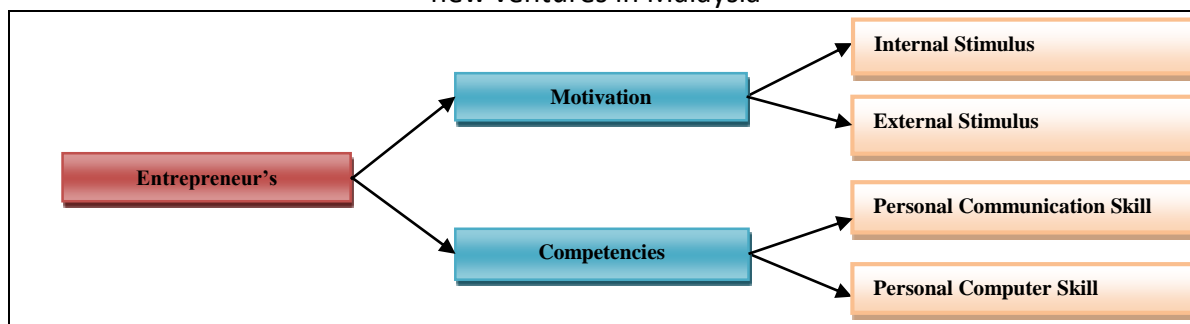 new ventures in Malaysia
Internal Stimulus
Motivation
External Stimulus
Entrepreneur’s
Personal Communication Skill
Competencies
Personal Computer Skill